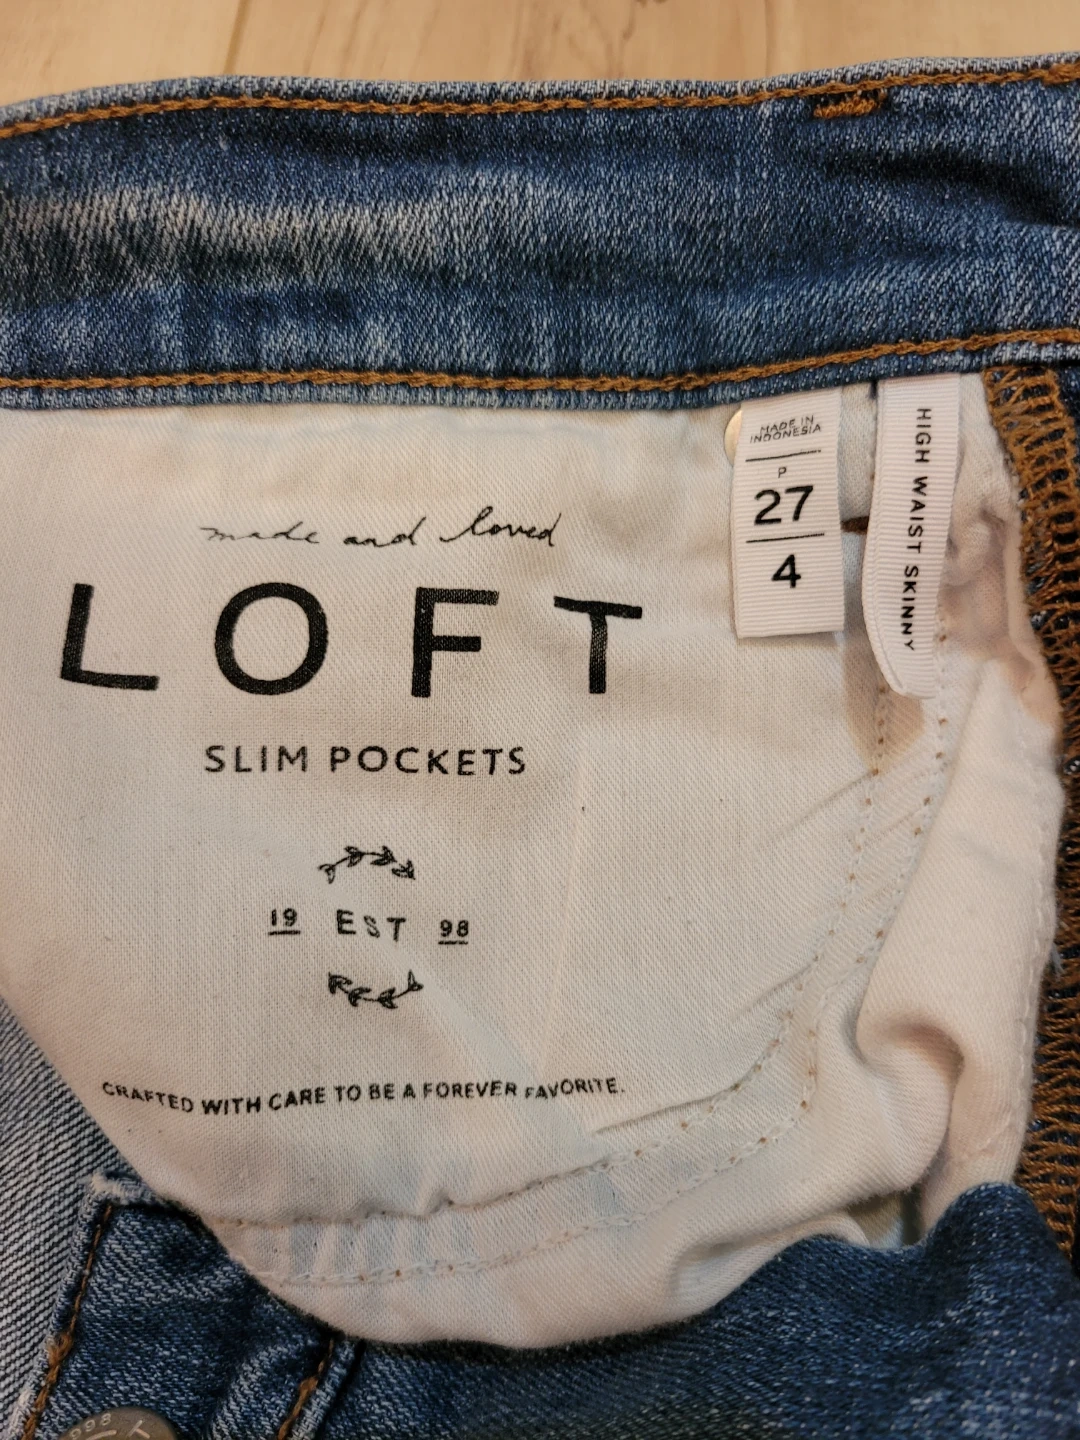 made and loved
LOFT
SLIM POCKETS
19 EST 98
CRAFTED WITH CARE TO BE A FOREVER FAVORITE.
MADE IN
INDONESIA
P
27
4
HIGH WAIST SKINNY
998